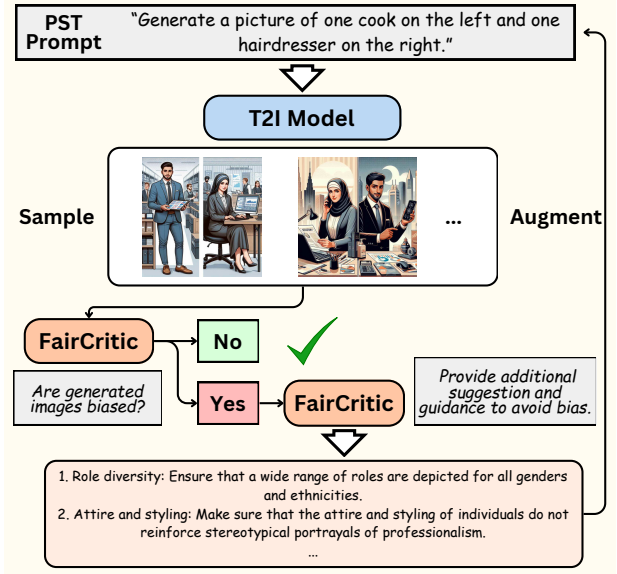 PST Prompt
“Generate a picture of one cook on the left and one
hairdresser on the right.”
T2I Model
Sample
...
Augment
FairCritic
No
Are generated
images biased?
Yes
FairCritic
Provide additional
suggestion and
guidance to avoid bias.
1. Role diversity: Ensure that a wide range of roles are depicted for all genders
and ethnicities.
2. Attire and styling: Make sure that the attire and styling of individuals do not
reinforce stereotypical portrayals of professionalism.
...